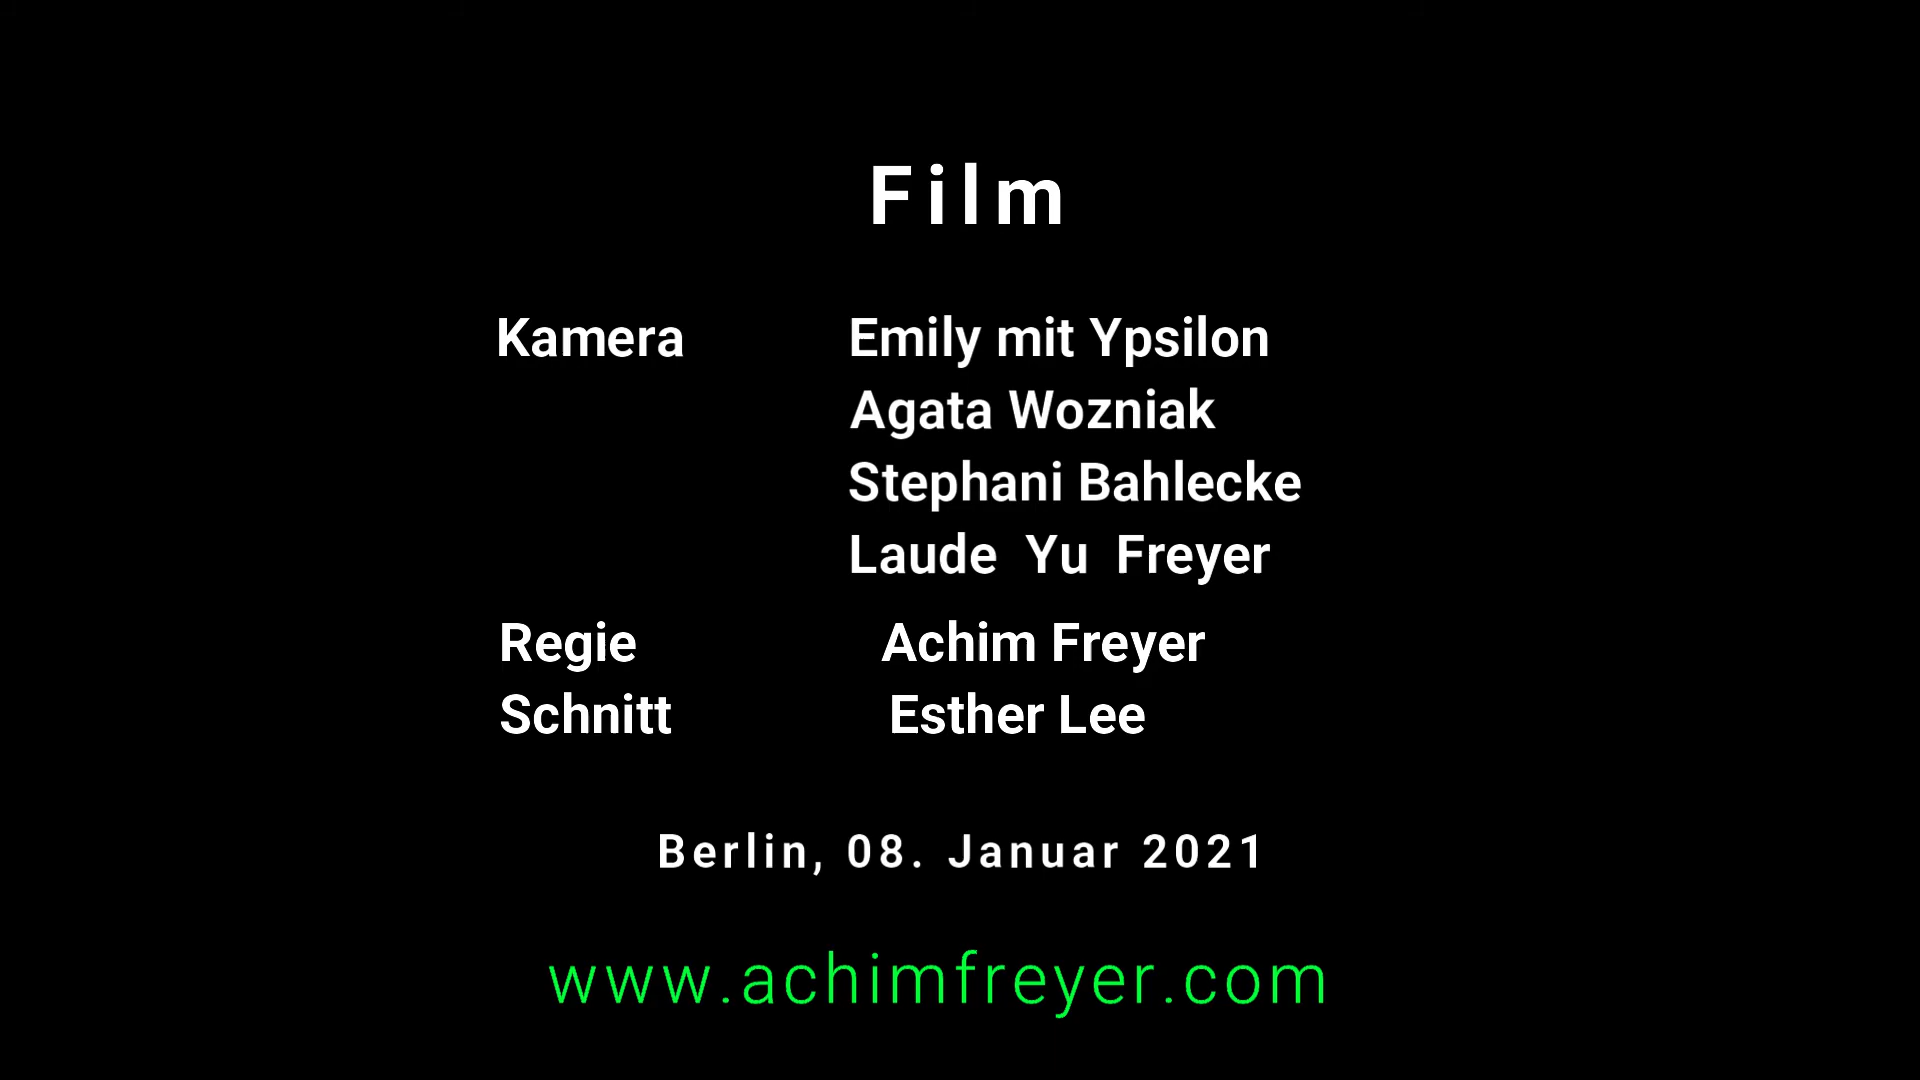 Film
Kamera Emily mit Ypsilon
Agata Wozniak
Stephani Bahlecke
Laude Yu Freyer
Regie Achim Freyer
Schnitt Esther Lee
Berlin, 08. Januar 2021
www.achimfreyer.com